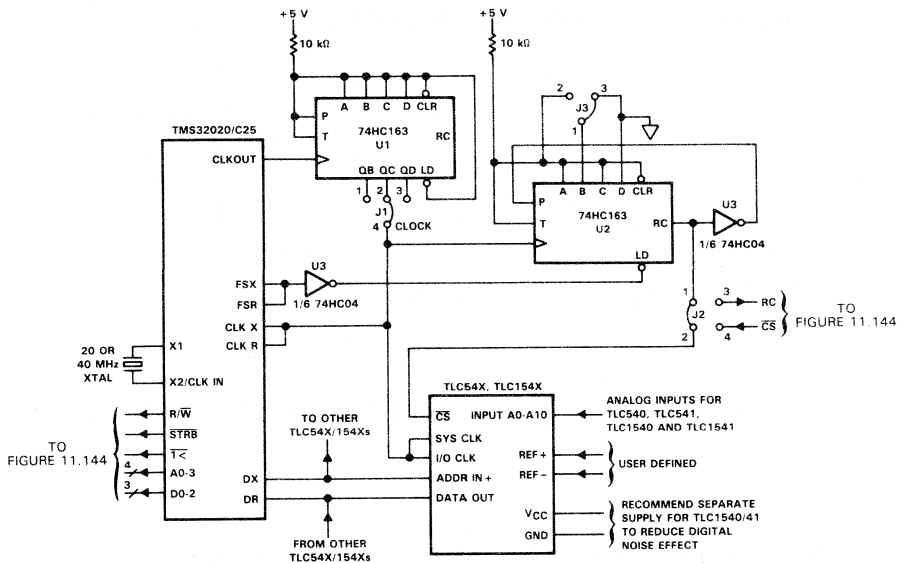 +5 V
10 kΩ
A B C D CLR
P
T
74HC163
U1
RC
QB QC QD LD
1 2 3
J1
4
CLOCK
+5 V
10 kΩ
2 3
J3
1
A B C D CLR
P
T
74HC163
U2
RC
LD
U3
1/6 74HC04
TMS32020/C25
CLKOUT
FSX
FSR
CLK X
CLK R
X1
X2/CLK IN
R/W
STRB
1<
A0-3
D0-2
DX
DR
U3
1/6 74HC04
20 OR
40 MHz
XTAL
TO
FIGURE 11.144
4
3
1 3
J2
2 4
RC
CS
TO
FIGURE 11.144
TO OTHER
TLC54X/154Xs
FROM OTHER
TLC54X/154Xs
TLC54X, TLC154X
CS
SYS CLK
I/O CLK
ADDR IN+
DATA OUT
INPUT A0-A10
REF+
REF-
VCC
GND
ANALOG INPUTS FOR
TLC540, TLC541,
TLC1540 AND TLC1541
USER DEFINED
RECOMMEND SEPARATE
SUPPLY FOR TLC1540/41
TO REDUCE DIGITAL
NOISE EFFECT